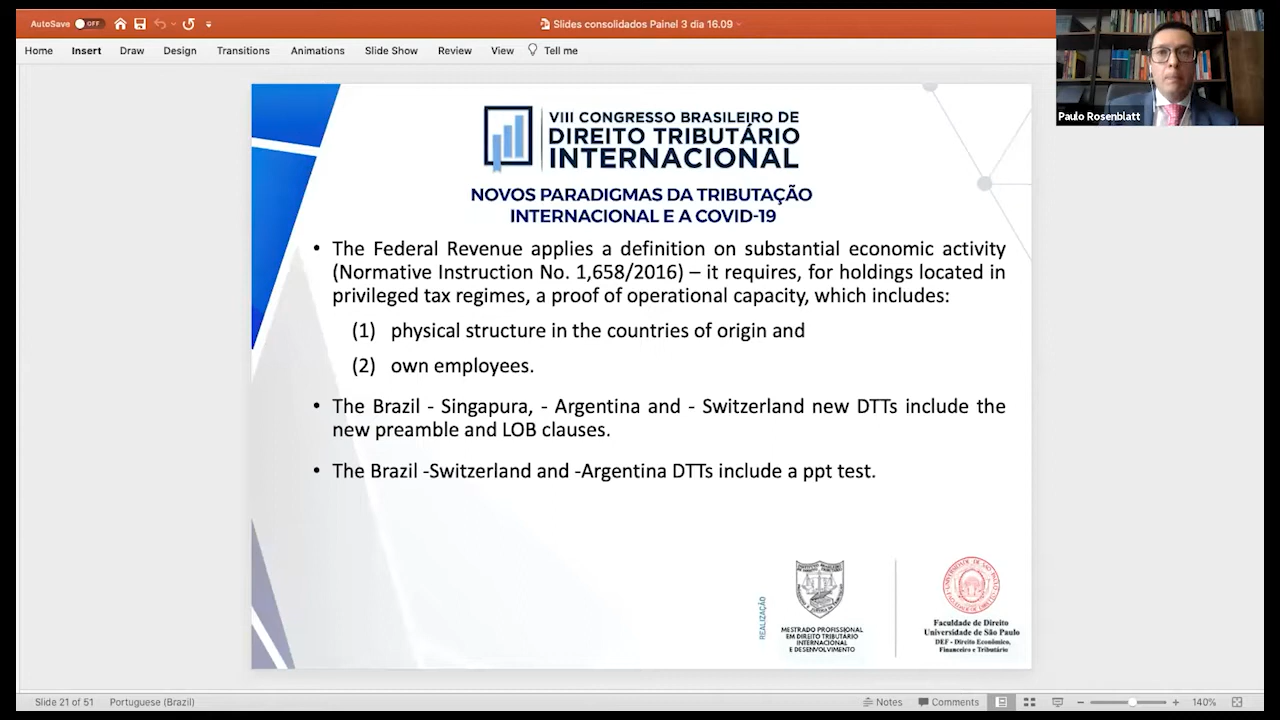 AutoSave OFF
Slides consolidados Painel 3 dia 16.09
Home Insert Draw Design Transitions Animations Slide Show Review View Tell me
Paulo Rosenblatt
VIII CONGRESSO BRASILEIRO DE
DIREITO TRIBUTÁRIO
INTERNACIONAL
NOVOS PARADIGMAS DA TRIBUTAÇÃO
INTERNACIONAL E A COVID-19
• The Federal Revenue applies a definition on substantial economic activity
(Normative Instruction No. 1,658/2016) – it requires, for holdings located in
privileged tax regimes, a proof of operational capacity, which includes:
(1) physical structure in the countries of origin and
(2) own employees.
• The Brazil - Singapura, - Argentina and - Switzerland new DTTs include the
new preamble and LOB clauses.
• The Brazil -Switzerland and -Argentina DTTs include a ppt test.
REALIZAÇÃO
MESTRADO PROFISSIONAL
EM DIREITO TRIBUTÁRIO
INTERNACIONAL
E DESENVOLVIMENTO
Faculdade de Direito
Universidade de São Paulo
DEF - Direito Econômico,
Financeiro e Tributário
Slide 21 of 51 Portuguese (Brazil) Notes Comments 140%